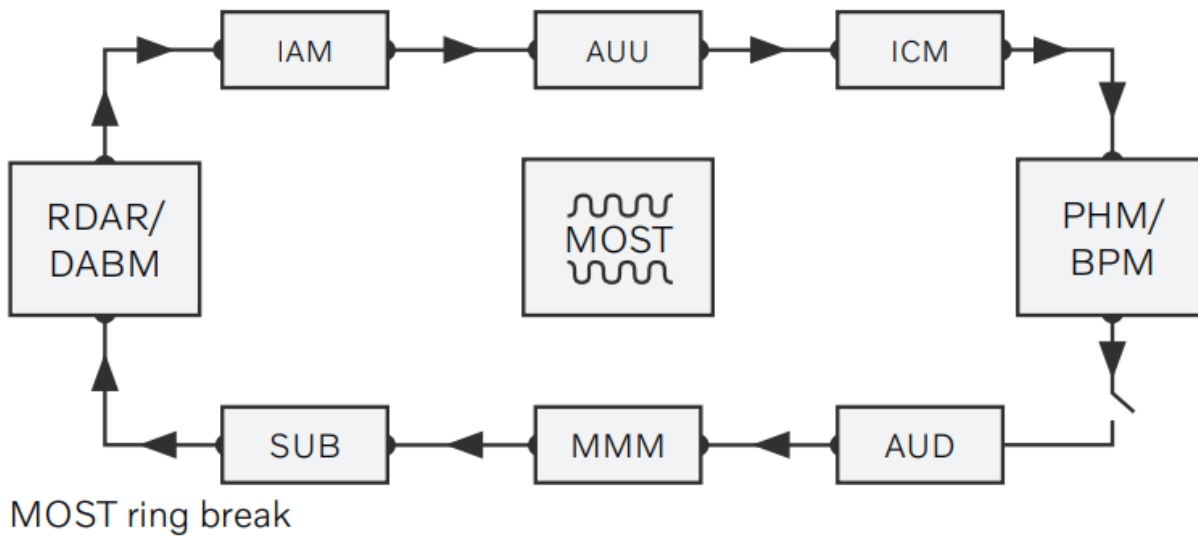 IAM
AUU
ICM
RDAR/
DABM
MOST
PHM/
BPM
SUB
MMM
AUD
MOST ring break